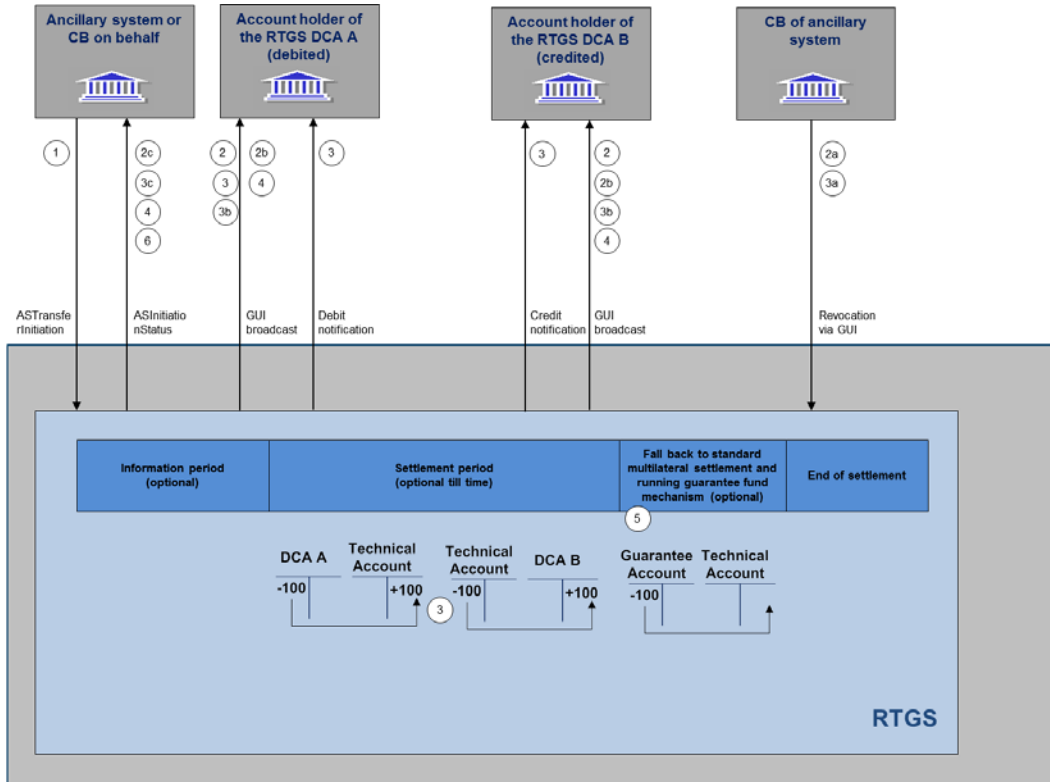 Ancillary system or
CB on behalf
Account holder of
the RTGS DCA A
(debited)
Account holder of
the RTGS DCA B
(credited)
CB of ancillary
system
1
2c
3c
4
6
2
3
3b
2b
4
3
3
2
2b
3b
4
2a
3a
ASTransfe
rInitiation
ASInitiatio
nStatus
GUI
broadcast
Debit
notification
Credit
notification
GUI
broadcast
Revocation
via GUI
Information period
(optional)
Settlement period
(optional till time)
Fall back to standard
multilateral settlement and
running guarantee fund
mechanism (optional)
End of settlement
5
DCA A
Technical
Account
-100
+100
3
Technical
Account
DCA B
-100
+100
Guarantee
Account
Technical
Account
-100
RTGS